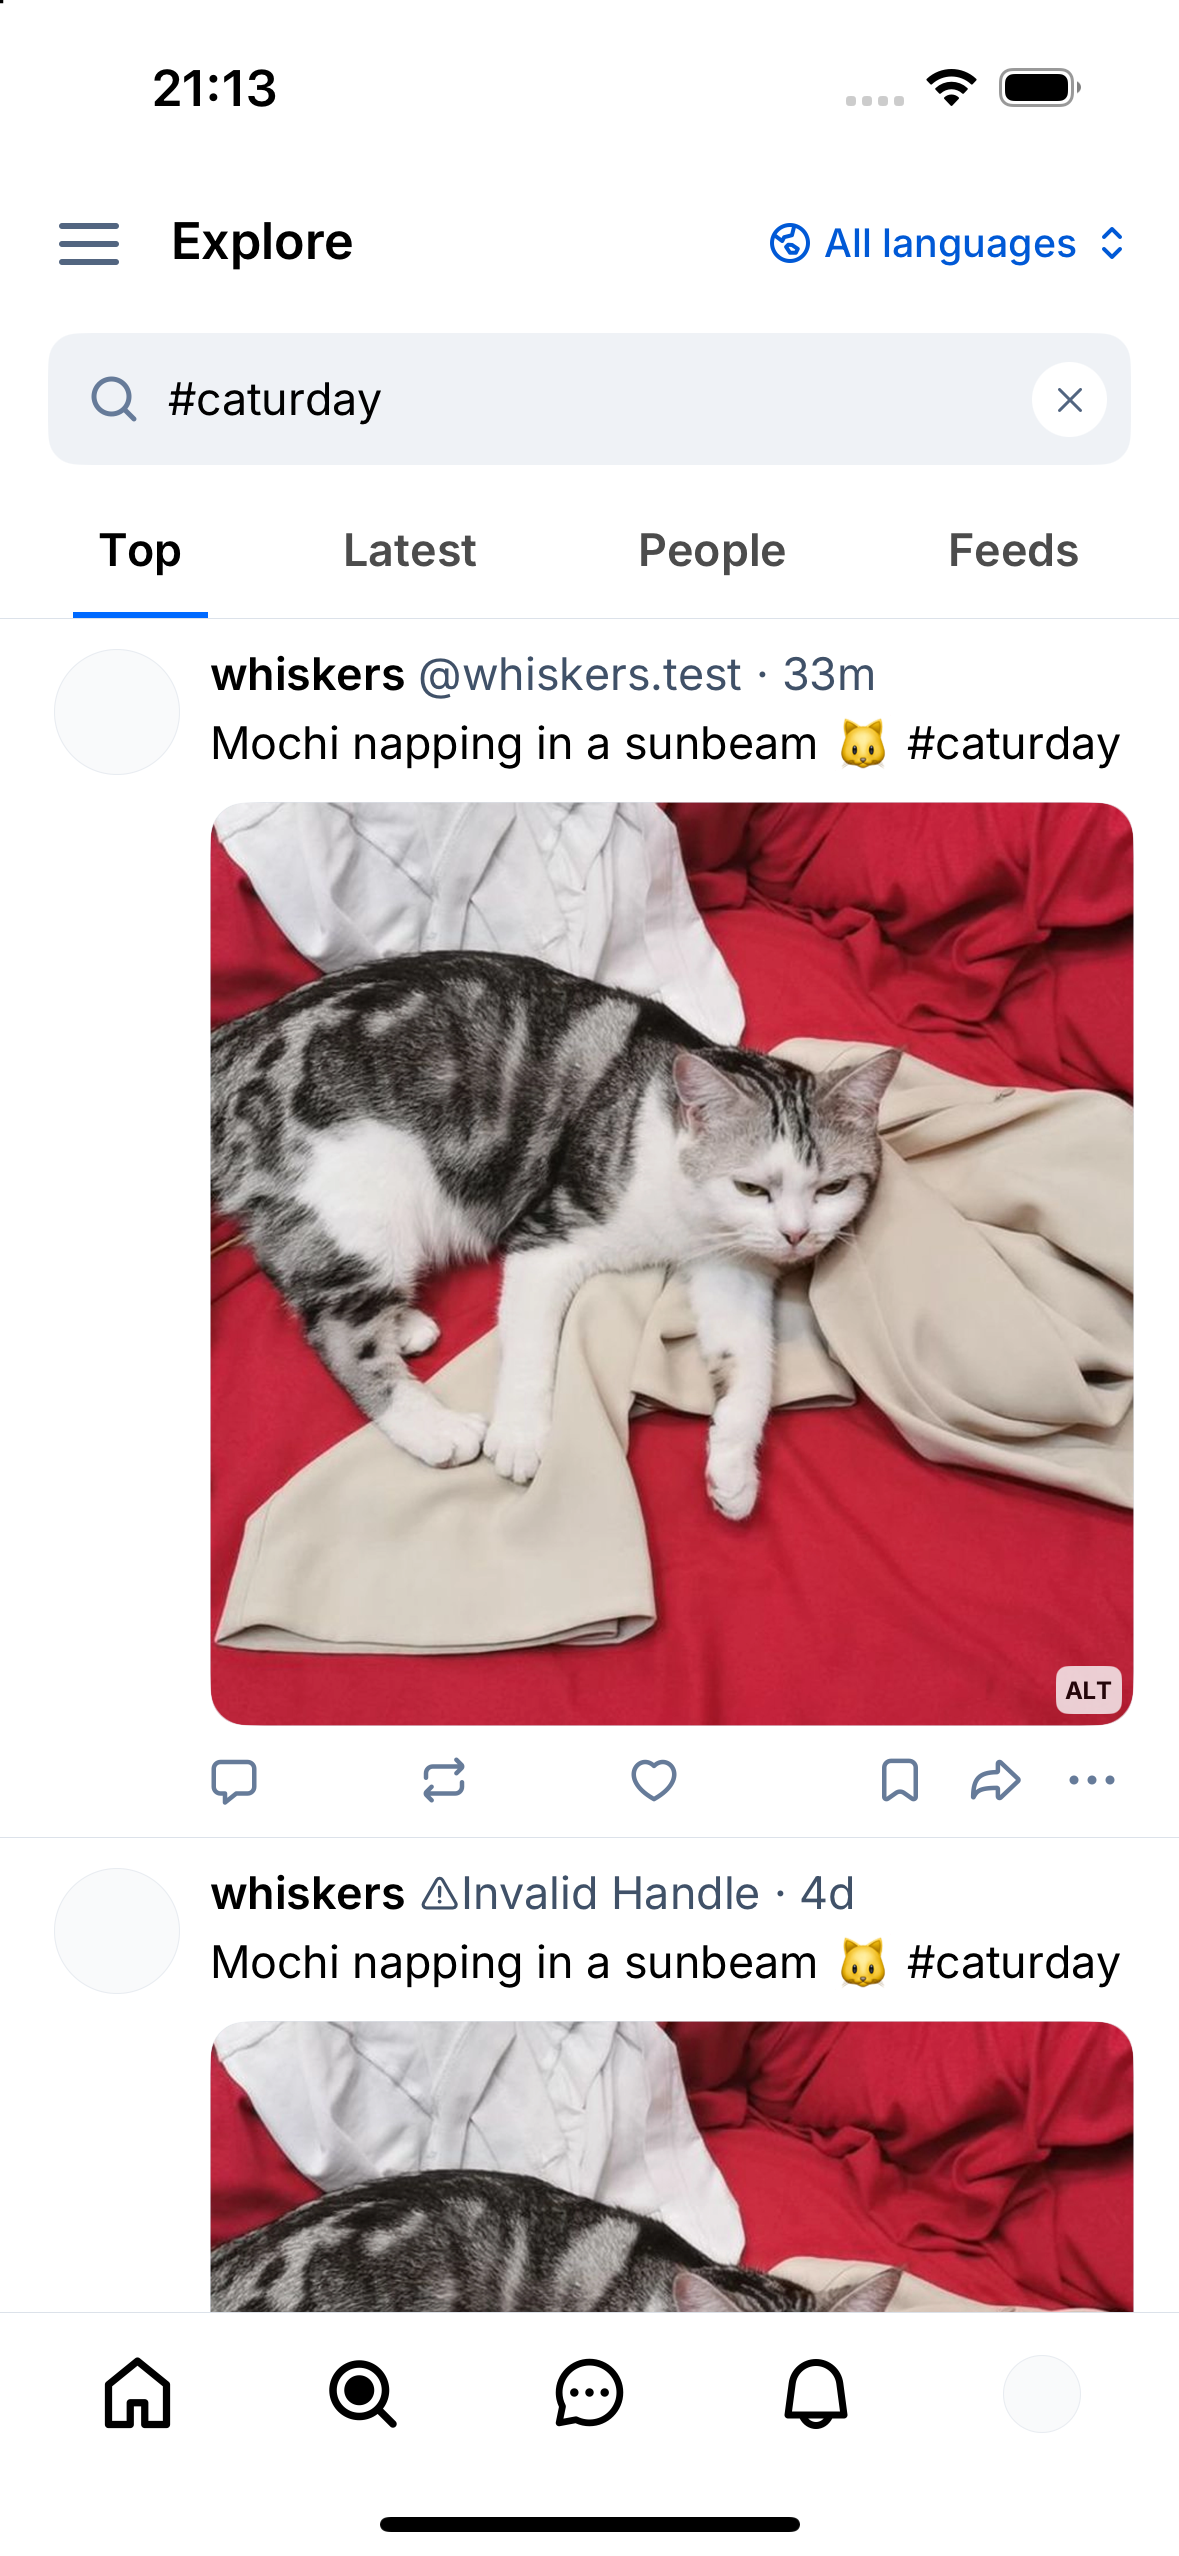 21:13
Explore
All languages
#caturday
Top Latest People Feeds
whiskers @whiskers.test · 33m
Mochi napping in a sunbeam 🐱 #caturday
ALT
whiskers ⚠Invalid Handle · 4d
Mochi napping in a sunbeam 🐱 #caturday